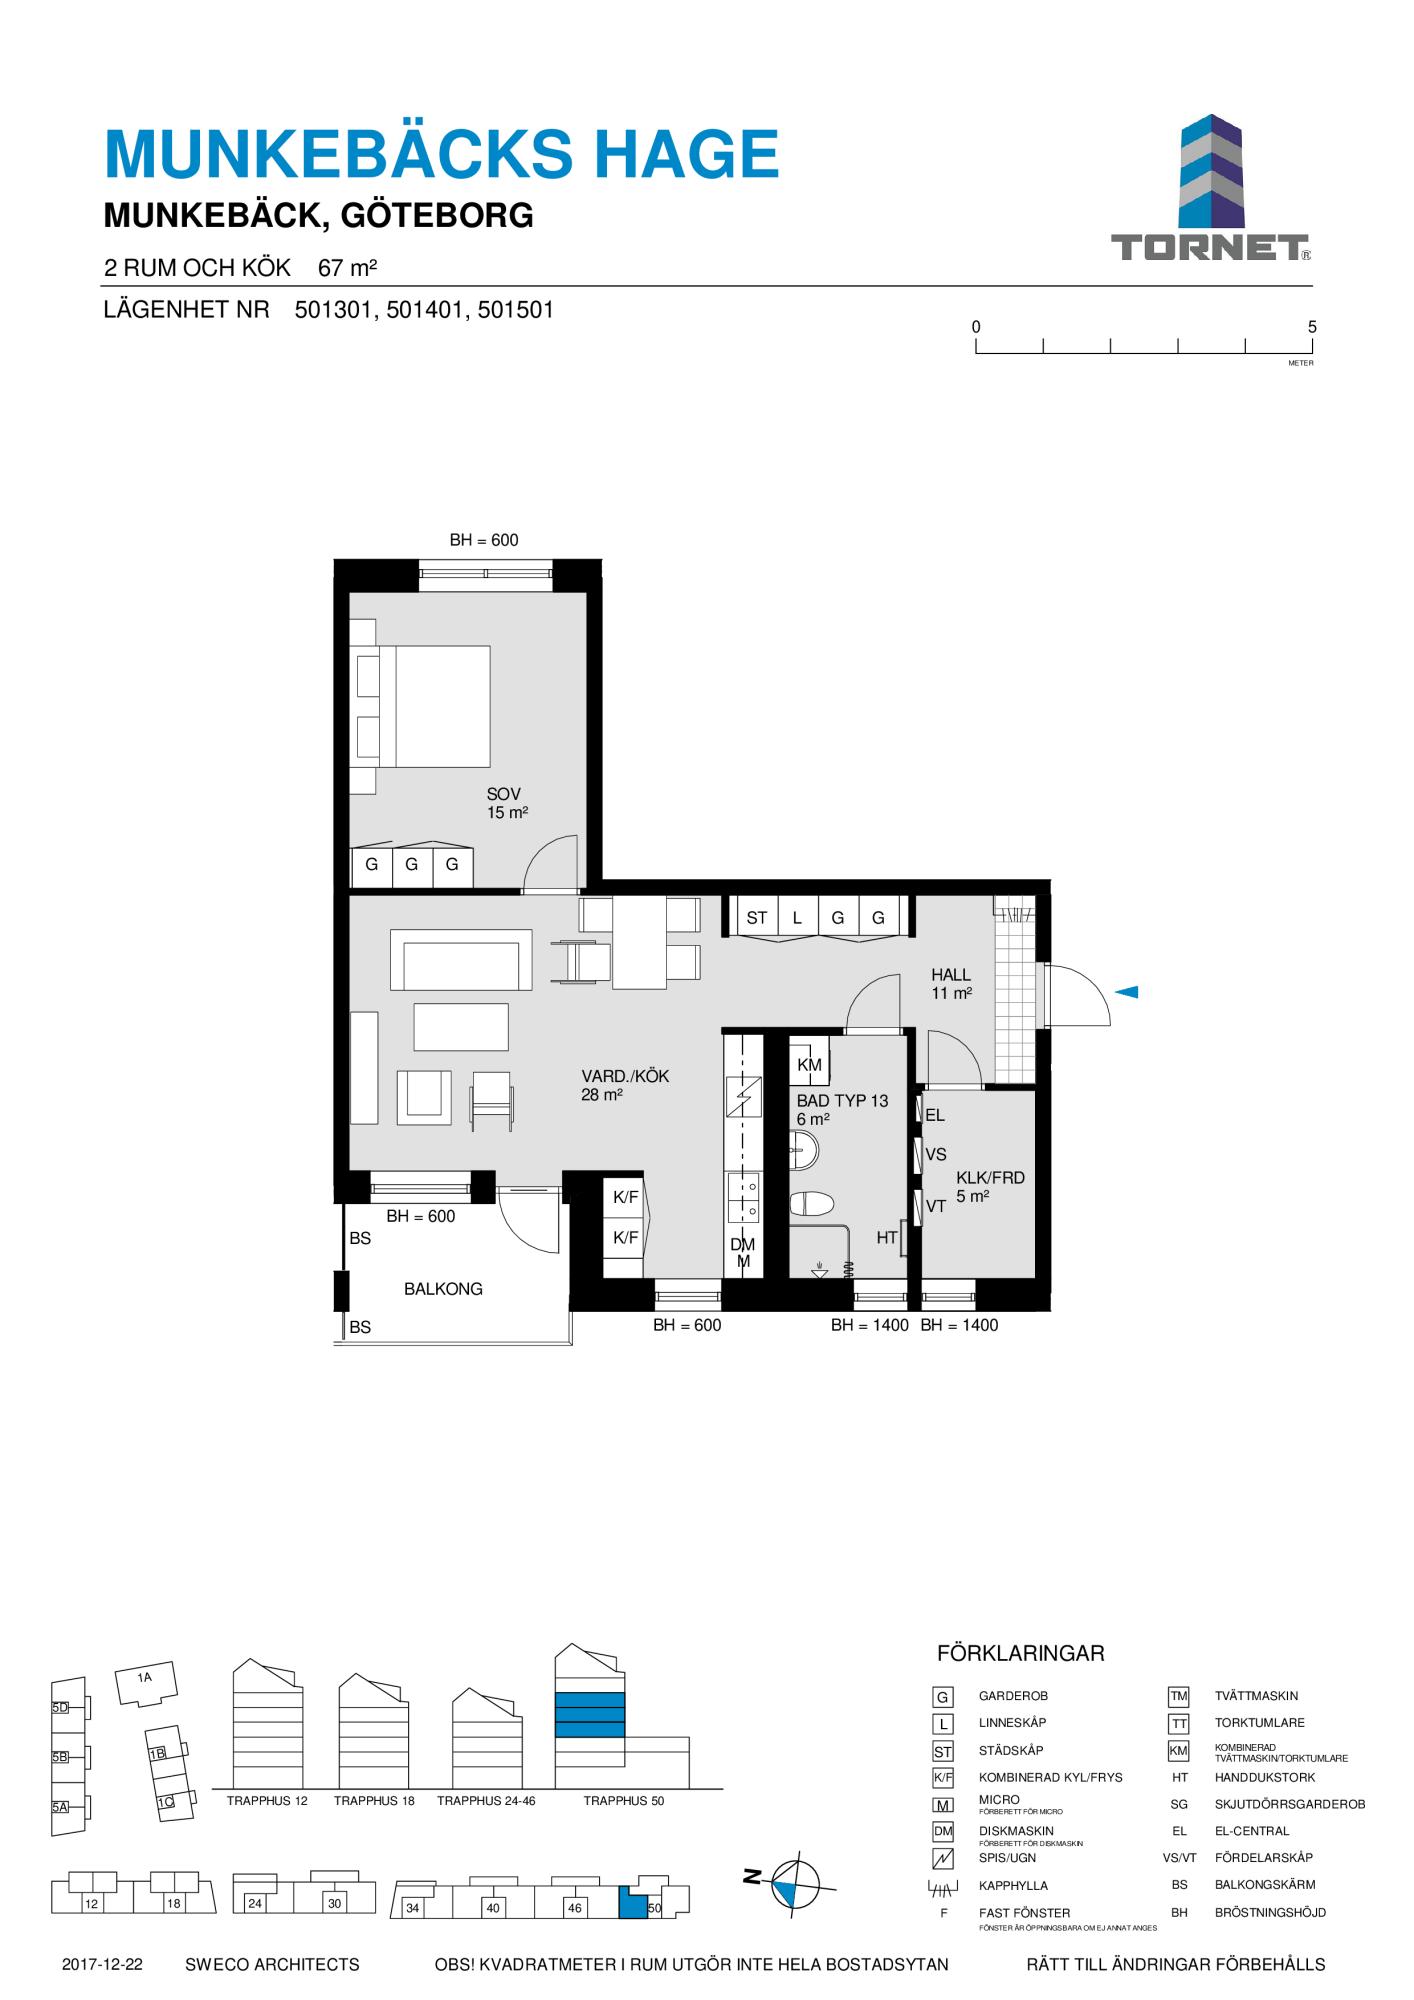 MUNKEBÄCKS HAGE
MUNKEBÄCK, GÖTEBORG
2 RUM OCH KÖK 67 m²
LÄGENHET NR 501301, 501401, 501501
TORNET®
0 5
METER
BH = 600
SOV
15 m²
G G G
ST L G G
HALL
11 m²
VARD./KÖK
28 m²
KM
BAD TYP 13
6 m²
EL
VS
VT
KLK/FRD
5 m²
HT
K/F
K/F
DM
M
BH = 600
BS
BALKONG
BS
BH = 600
BH = 1400
BH = 1400
5D
5B
5A
1A
1B
1C
TRAPPHUS 12
TRAPPHUS 18
TRAPPHUS 24-46
TRAPPHUS 50
12
18
24
30
34
40
46
50
N
FÖRKLARINGAR
G GARDEROB
L LINNESKÅP
ST STÄDSKÅP
K/F KOMBINERAD KYL/FRYS
M MICRO
FÖRBERETT FÖR MICRO
DM DISKMASKIN
FÖRBERETT FÖR DISKMASKIN
SPIS/UGN
KAPPHYLLA
F FAST FÖNSTER
FÖNSTER ÄR ÖPPNINGSBARA OM EJ ANNAT ANGES
TM TVÄTTMASKIN
TT TORKTUMLARE
KM KOMBINERAD
TVÄTTMASKIN/TORKTUMLARE
HT HANDDUKSTORK
SG SKJUTDÖRRSGARDEROB
EL EL-CENTRAL
VS/VT FÖRDELARSKÅP
BS BALKONGSKÄRM
BH BRÖSTNINGSHÖJD
2017-12-22 SWECO ARCHITECTS OBS! KVADRATMETER I RUM UTGÖR INTE HELA BOSTADSYTAN RÄTT TILL ÄNDRINGAR FÖRBEHÅLLS